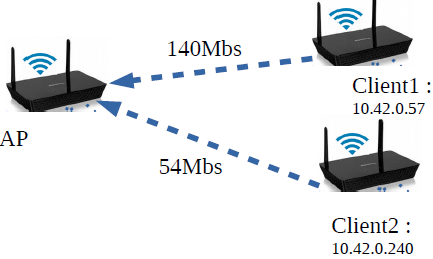 140Mbs
Client1 :
10.42.0.57
AP
54Mbs
Client2 :
10.42.0.240